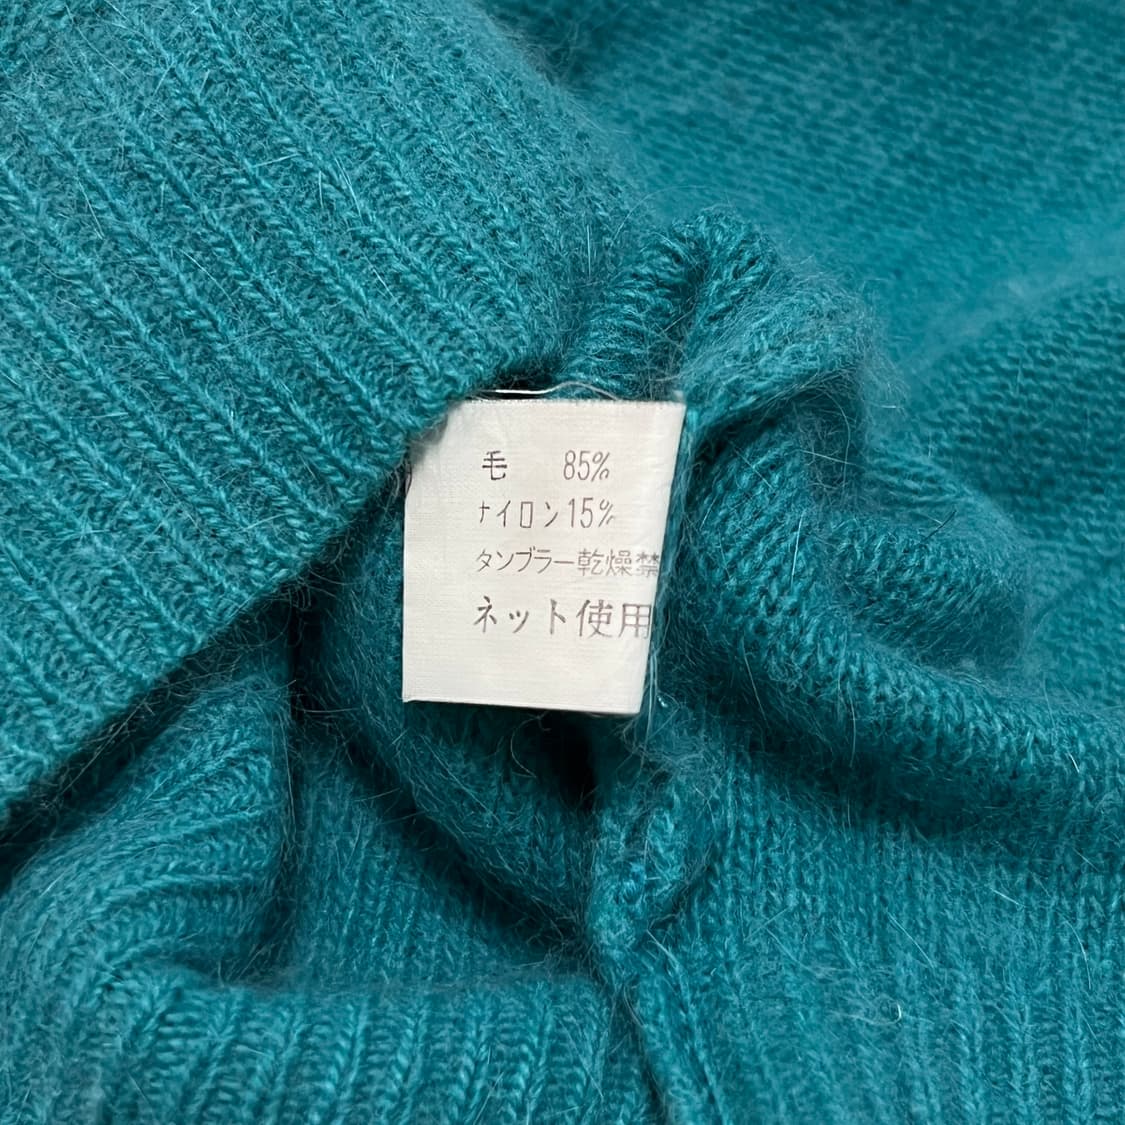 毛 85%
ナイロン15%
タンブラー乾燥禁
ネット使用